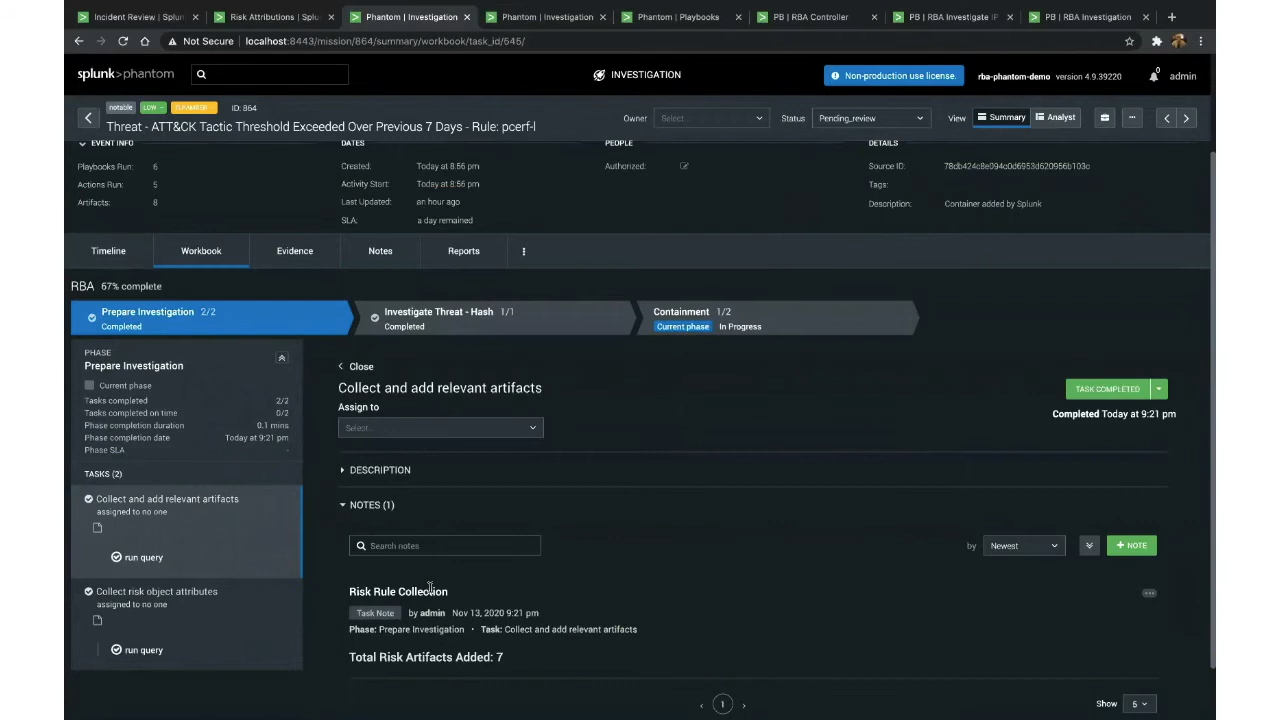 Incident Review | Splun
Risk Attributions | Splu
Phantom | Investigation
Phantom | Investigation
Phantom | Playbooks
PB | RBA Controller
PB | RBA Investigate IP
PB | RBA Investigation
Not Secure
localhost:8443/mission/864/summary/workbook/task_id/545/
splunk>phantom
INVESTIGATION
Non-production use license.
rba-phantom-demo version 4.9.39220
0
admin
notable
LOW
TLP:AMBER
ID: 864
Threat - ATT&CK Tactic Threshold Exceeded Over Previous 7 Days - Rule: pcerf-l
Owner
Select...
Status
Pending_review
View
Summary
Analyst
EVENT INFO
Playbooks Run: 6
Actions Run: 5
Artifacts: 8
DATES
Created: Today at 8:56 pm
Activity Start: Today at 8:56 pm
Last Updated: an hour ago
SLA: a day remained
PEOPLE
Authorized:
DETAILS
Source ID: 78db424c8e094c0d6953d620956b103c
Tags:
Description: Container added by Splunk
Timeline
Workbook
Evidence
Notes
Reports
RBA 67% complete
Prepare Investigation 2/2
Completed
Investigate Threat - Hash 1/1
Completed
Containment 1/2
Current phase In Progress
PHASE
Prepare Investigation
Current phase
Tasks completed 2/2
Tasks completed on time 0/2
Phase completion duration 0.1 mins
Phase completion date Today at 9:21 pm
Phase SLA -
TASKS (2)
Collect and add relevant artifacts
assigned to no one
run query
Collect risk object attributes
assigned to no one
run query
Close
Collect and add relevant artifacts
Assign to
Select...
TASK COMPLETED
Completed Today at 9:21 pm
DESCRIPTION
NOTES (1)
Search notes
by
Newest
+ NOTE
Risk Rule Collection
Task Note by admin Nov 13, 2020 9:21 pm
Phase: Prepare Investigation • Task: Collect and add relevant artifacts
Total Risk Artifacts Added: 7
1
Show 5